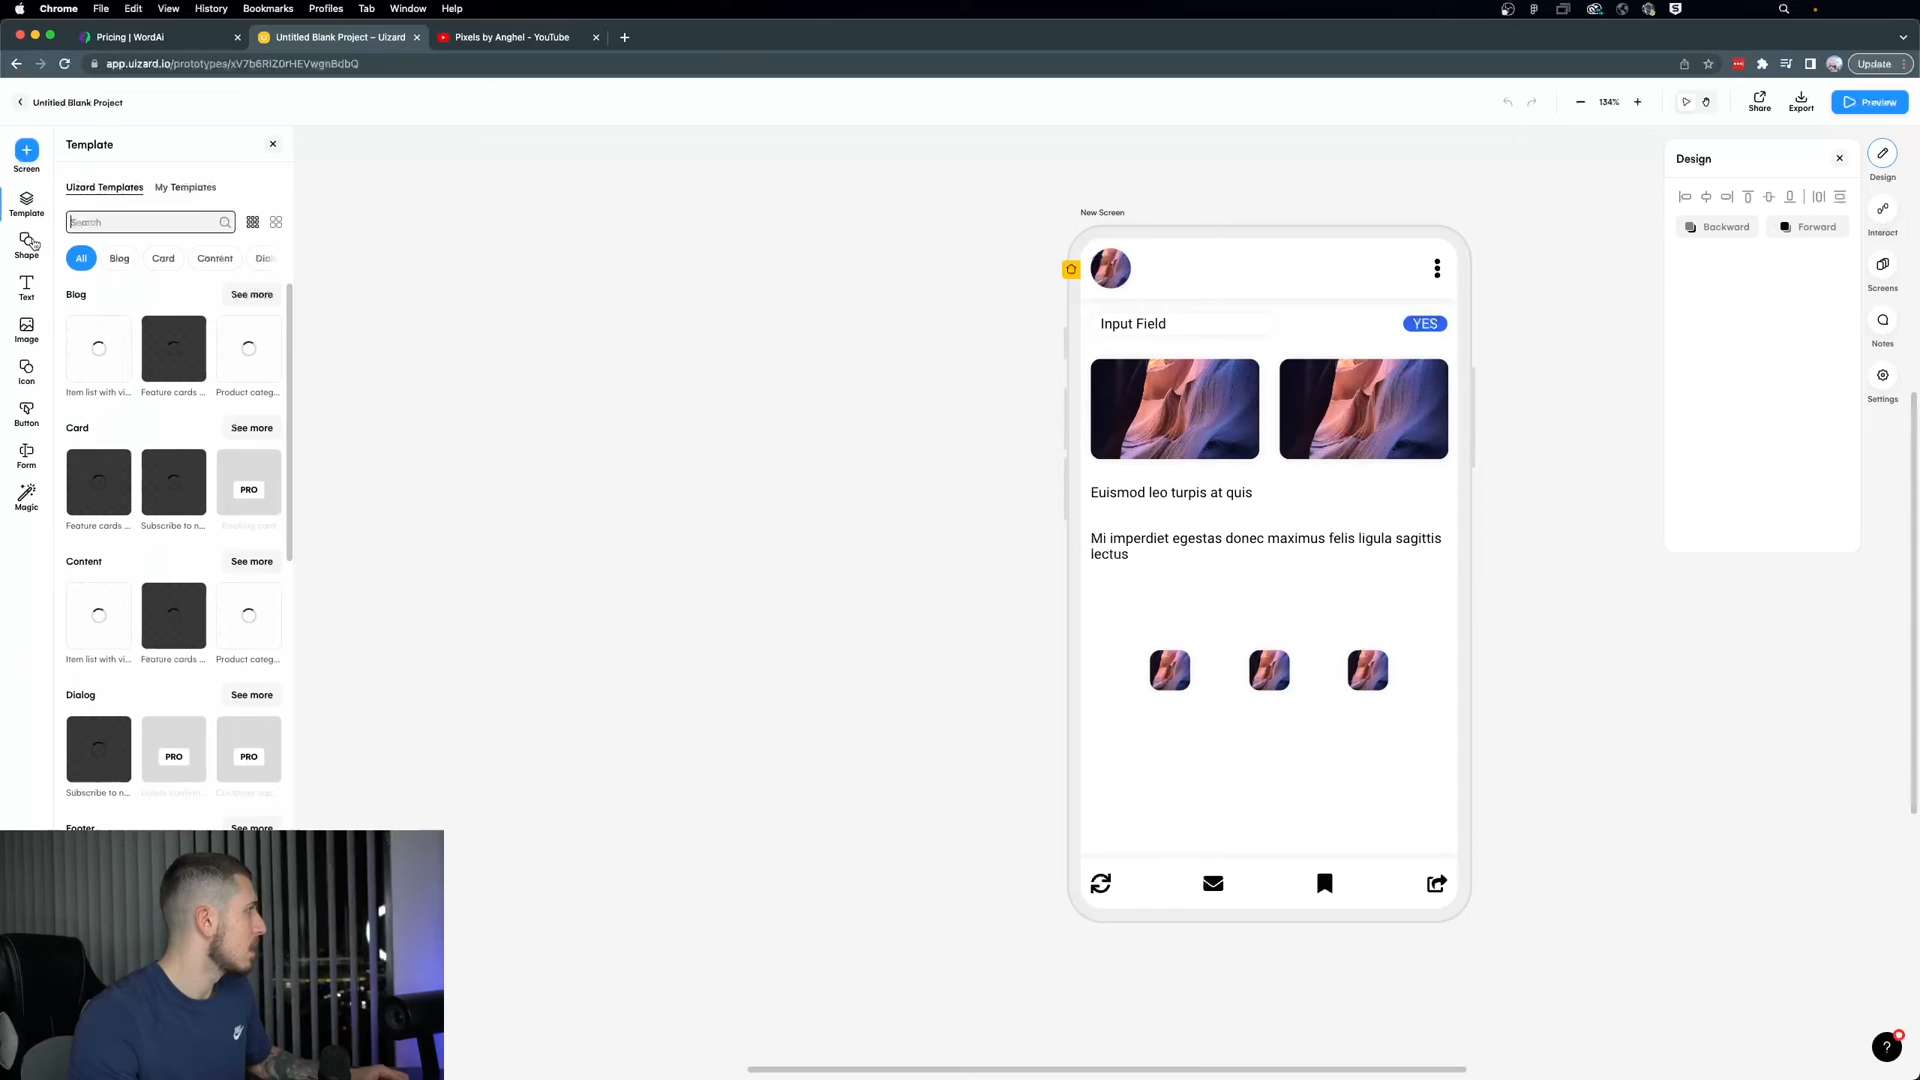 Chrome File Edit View History Bookmarks Profiles Tab Window Help
Pricing | WordAi
Untitled Blank Project – Uizard
Pixels by Anghel - YouTube
app.uizard.io/prototypes/xV7b6RIZ0rHEVwgnBdbQ
Update
Untitled Blank Project
134%
Share
Export
Preview
Screen
Template
Shape
Text
Image
Icon
Button
Form
Magic
Template
Uizard Templates My Templates
Search
All Blog Card Content
Blog See more
Item list with vi... Feature cards ... Product categ...
Card See more
PRO
Feature cards ... Subscribe to n... Booking card
Content See more
Item list with vi... Feature cards ... Product categ...
Dialog See more
PRO PRO
Subscribe to n... Delete confirm... Customer sup...
Footer See more
New Screen
Input Field YES
Euismod leo turpis at quis
Mi imperdiet egestas donec maximus felis ligula sagittis
lectus
Design
Backward Forward
Design
Interact
Screens
Notes
Settings
?